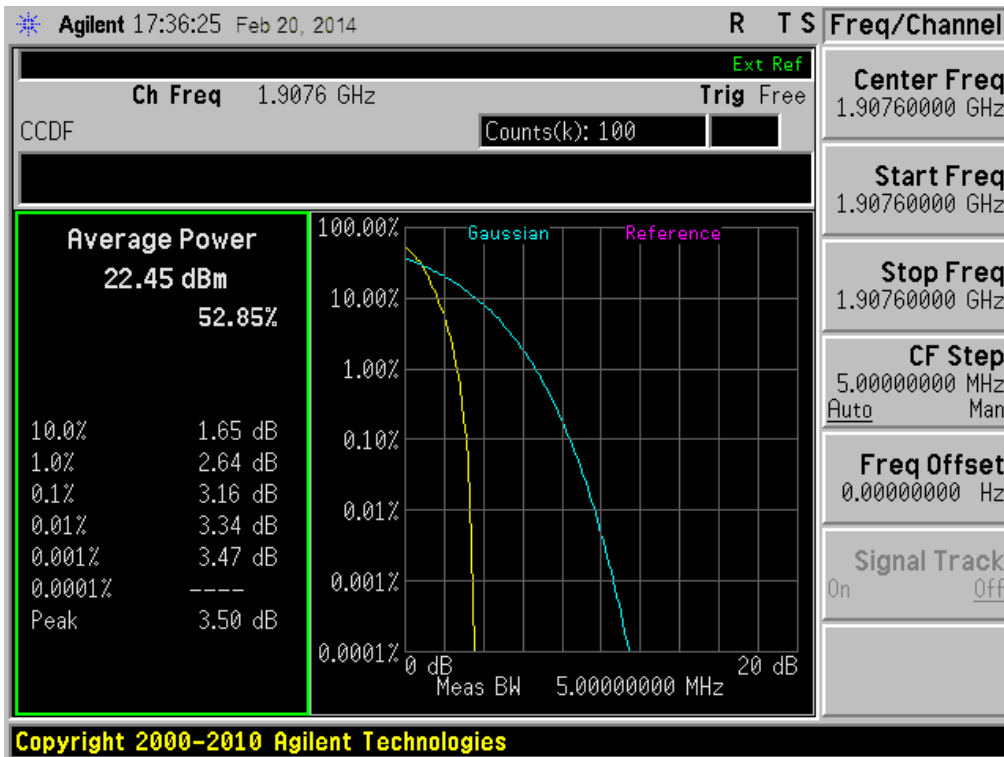 Agilent 17:36:25 Feb 20, 2014 R T S
Ext Ref
Ch Freq 1.9076 GHz Trig Free
CCDF Counts(k): 100
Average Power
22.45 dBm
52.85%
10.0% 1.65 dB
1.0% 2.64 dB
0.1% 3.16 dB
0.01% 3.34 dB
0.001% 3.47 dB
0.0001% ----
Peak 3.50 dB
Gaussian Reference
100.00%
10.00%
1.00%
0.10%
0.01%
0.001%
0.0001%
0 dB 20 dB
Meas BW 5.00000000 MHz
Freq/Channel
Center Freq
1.90760000 GHz
Start Freq
1.90760000 GHz
Stop Freq
1.90760000 GHz
CF Step
5.00000000 MHz
Auto Man
Freq Offset
0.00000000 Hz
Signal Track
On Off
Copyright 2000-2010 Agilent Technologies